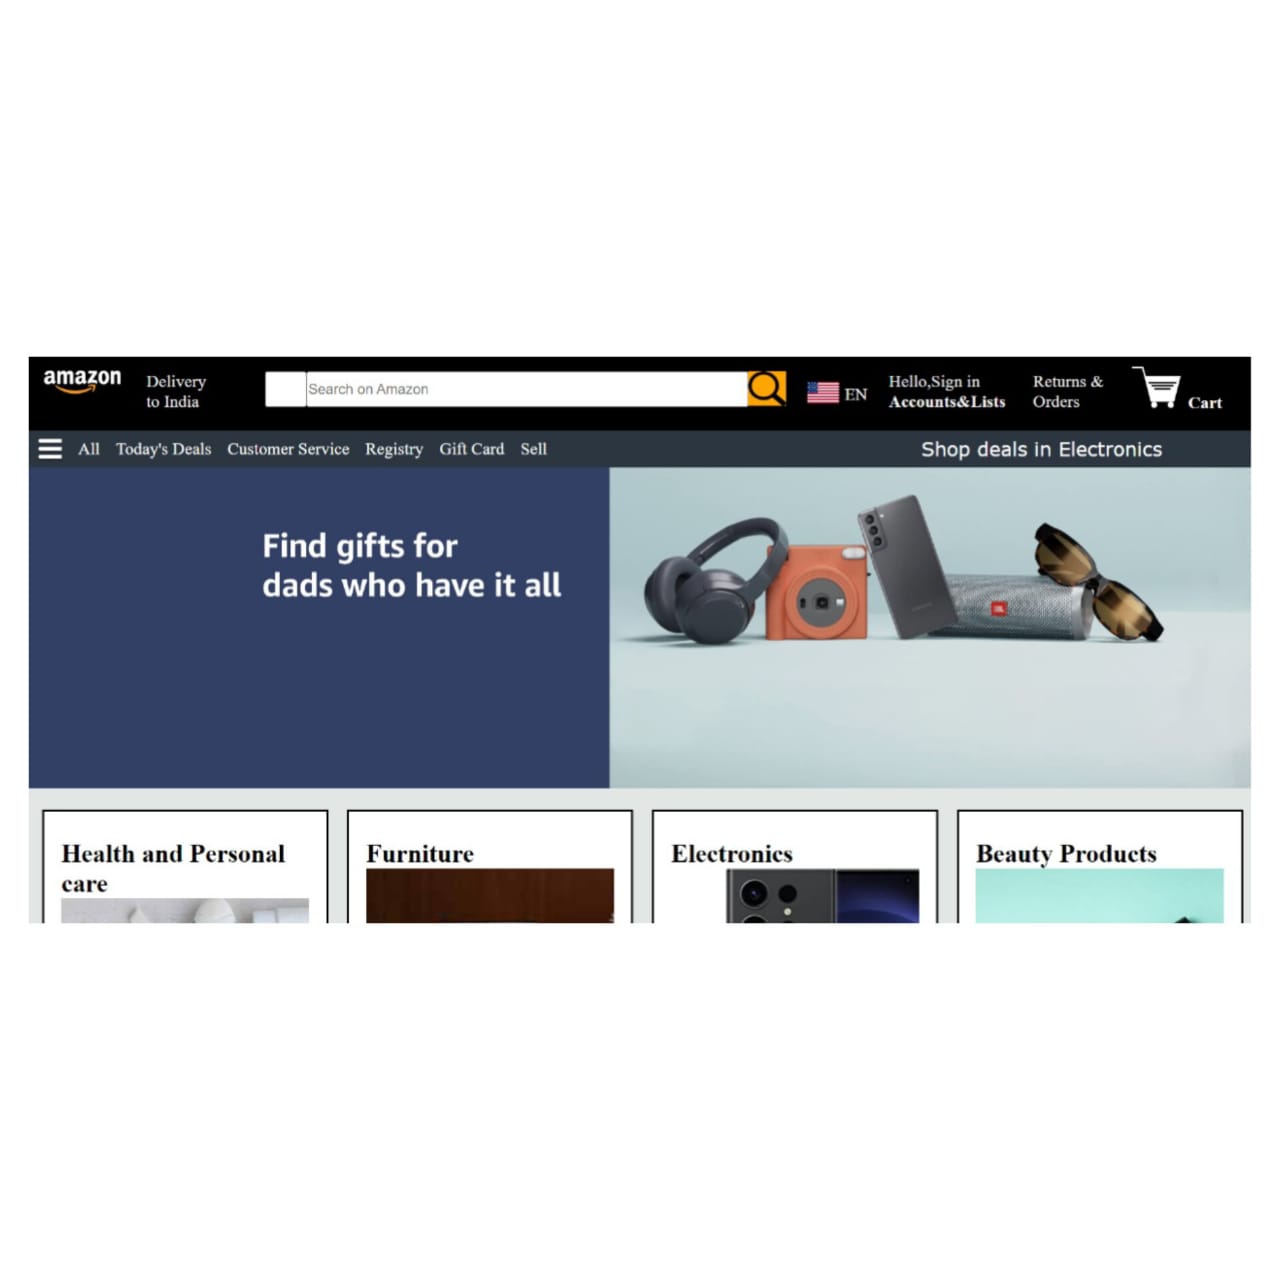 amazon
Delivery
to India
Search on Amazon
EN
Hello,Sign in
Accounts&Lists
Returns &
Orders
Cart
All Today's Deals Customer Service Registry Gift Card Sell
Shop deals in Electronics
Find gifts for
dads who have it all
JBL
Health and Personal
care
Furniture
Electronics
Beauty Products